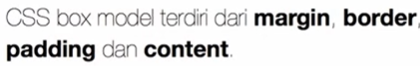 CSS box model terdiri dari margin, border,
padding dan content.